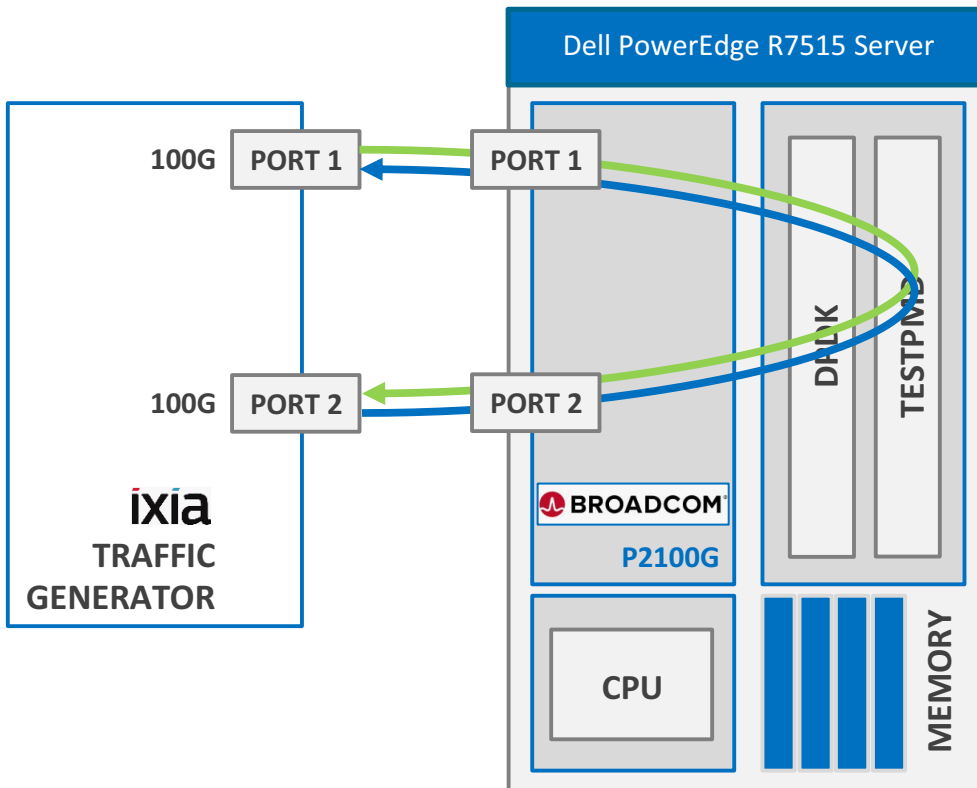 Dell PowerEdge R7515 Server
100G
PORT 1
PORT 1
100G
PORT 2
PORT 2
DPDK
TESTPMD
ixia
TRAFFIC
GENERATOR
BROADCOM®
P2100G
CPU
MEMORY